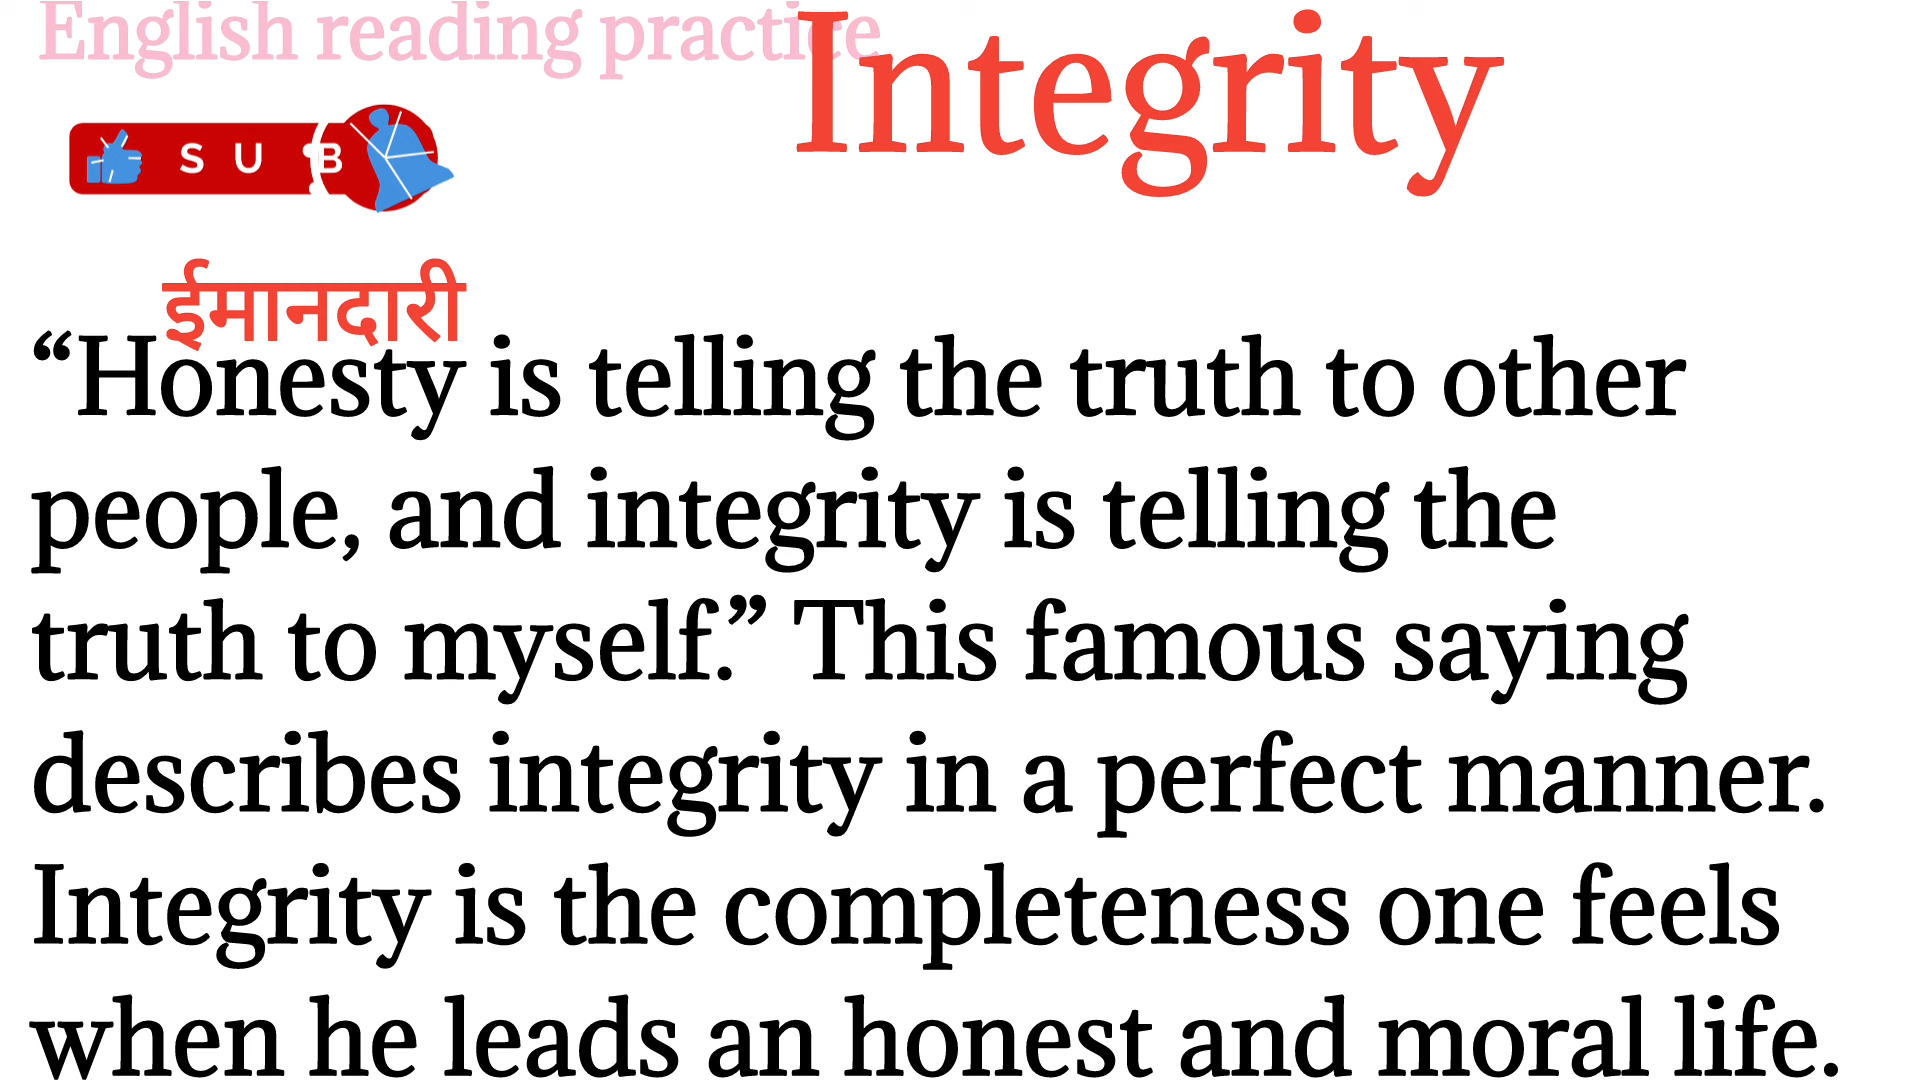 English reading practice
Integrity
S U B
ईमानदारी
“Honesty is telling the truth to other
people, and integrity is telling the
truth to myself.” This famous saying
describes integrity in a perfect manner.
Integrity is the completeness one feels
when he leads an honest and moral life.